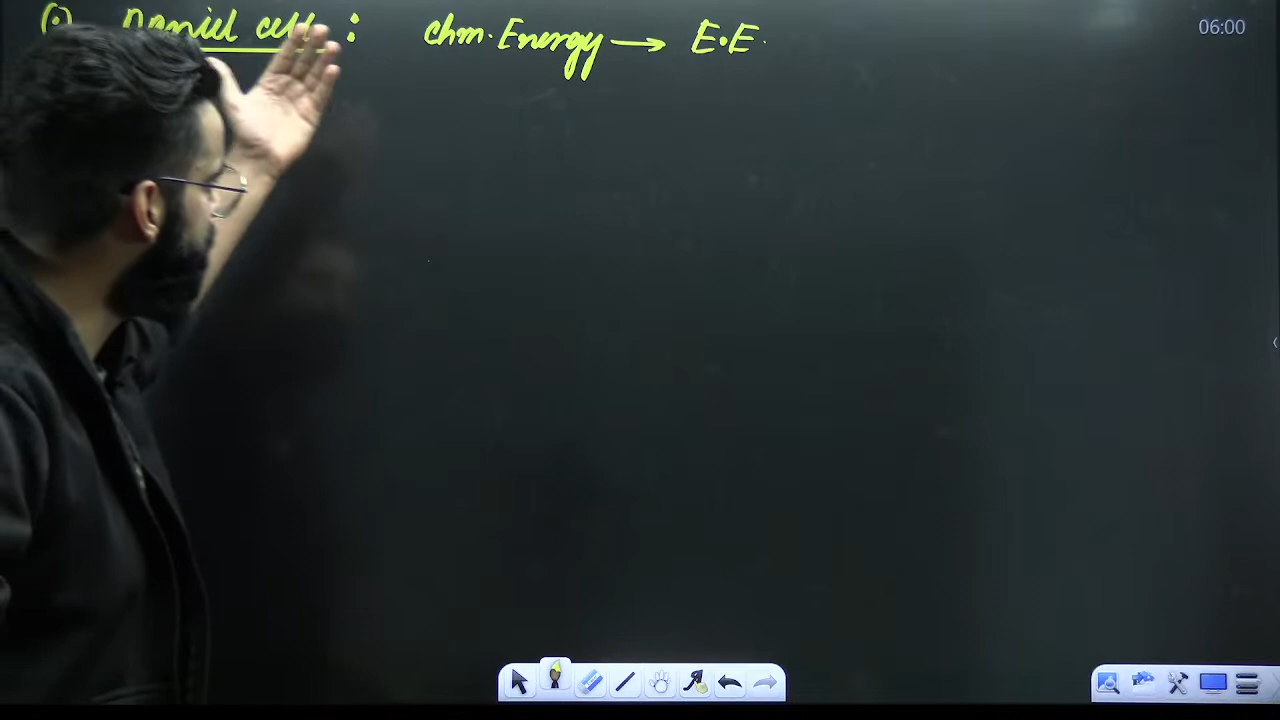 Daniel cell : chm. Energy → E.E.
06:00